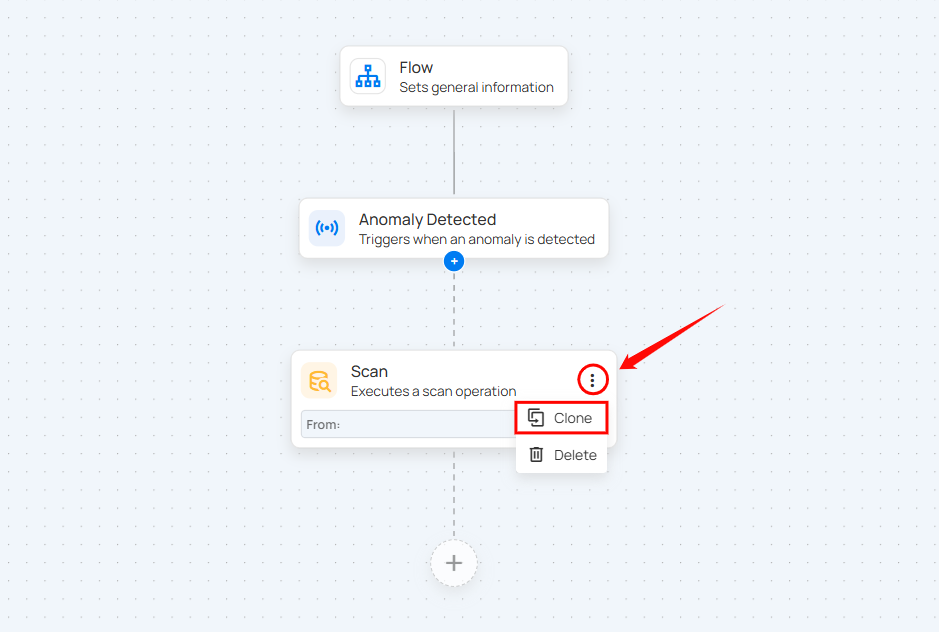 Flow
Sets general information
Anomaly Detected
Triggers when an anomaly is detected
Scan
Executes a scan operation
From:
Clone
Delete